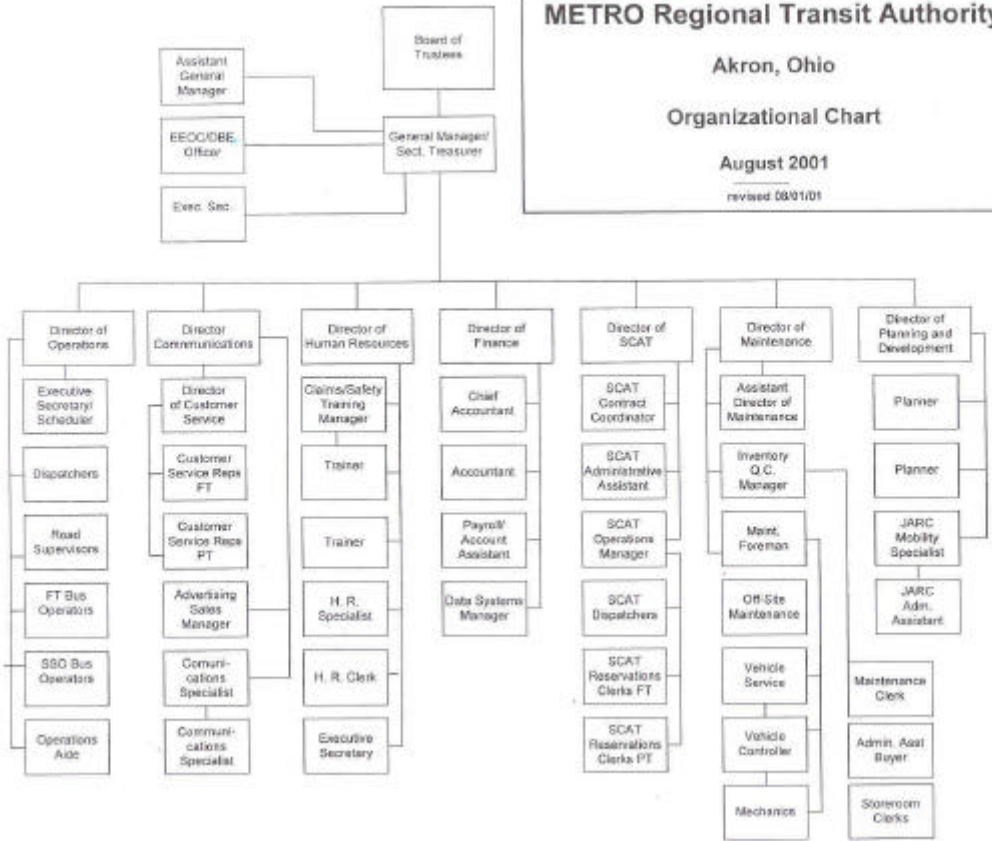 METRO Regional Transit Authority
Akron, Ohio
Organizational Chart
August 2001
revised 08/01/01
Board of
Trustees
Assistant
General
Manager
EEOC/DBE
Officer
General Manager/
Sect. Treasurer
Exec. Sec.
Director of
Operations
Executive
Secretary/
Scheduler
Dispatchers
Road
Supervisors
FT Bus
Operators
SSO Bus
Operators
Operations
Aide
Director
Communications
Director
of Customer
Service
Customer
Service Reps
FT
Customer
Service Reps
PT
Advertising
Sales
Manager
Comuni-
cations
Specialist
Communi-
cations
Specialist
Director of
Human Resources
Claims/Safety
Training
Manager
Trainer
Trainer
H. R.
Specialist
H. R. Clerk
Executive
Secretary
Director of
Finance
Chief
Accountant
Accountant
Payroll/
Account
Assistant
Data Systems
Manager
Director of
SCAT
SCAT
Contract
Coordinator
SCAT
Administrative
Assistant
SCAT
Operations
Manager
SCAT
Dispatchers
SCAT
Reservations
Clerks FT
SCAT
Reservations
Clerks PT
Director of
Maintenance
Assistant
Director of
Maintenance
Inventory
Q.C.
Manager
Maint.
Foreman
Off-Site
Maintenance
Vehicle
Service
Vehicle
Controller
Mechanics
Maintenance
Clerk
Admin. Asst
Buyer
Storeroom
Clerks
Director of
Planning and
Development
Planner
Planner
JARC
Mobility
Specialist
JARC
Adm.
Assistant